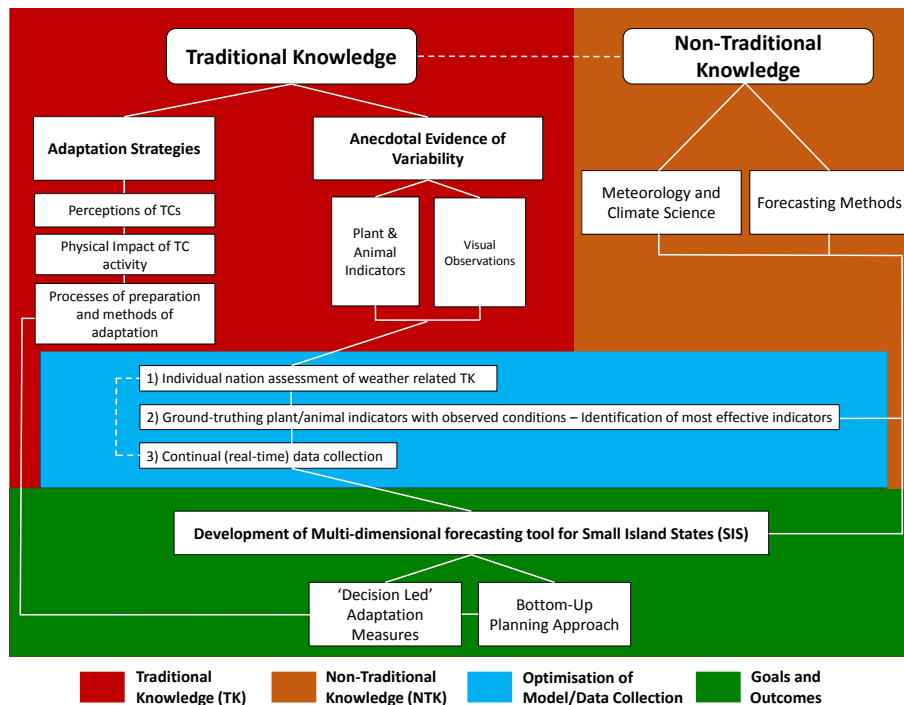 Traditional Knowledge
Non-Traditional
Knowledge
Adaptation Strategies
Anecdotal Evidence of
Variability
Perceptions of TCs
Physical Impact of TC
activity
Processes of preparation
and methods of
adaptation
Plant &
Animal
Indicators
Visual
Observations
Meteorology and
Climate Science
Forecasting Methods
1) Individual nation assessment of weather related TK
2) Ground-truthing plant/animal indicators with observed conditions – Identification of most effective indicators
3) Continual (real-time) data collection
Development of Multi-dimensional forecasting tool for Small Island States (SIS)
‘Decision Led’
Adaptation
Measures
Bottom-Up
Planning Approach
Traditional
Knowledge (TK)
Non-Traditional
Knowledge (NTK)
Optimisation of
Model/Data Collection
Goals and
Outcomes